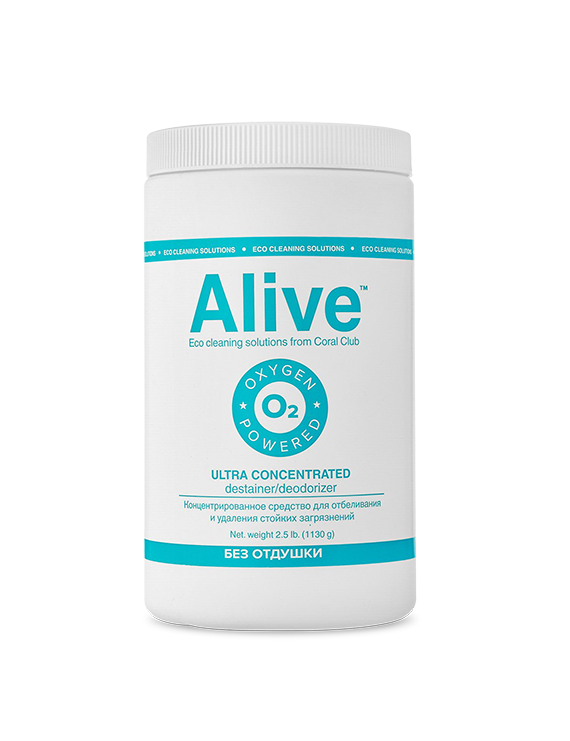 ECO CLEANING SOLUTIONS • ECO CLEANING SOLUTIONS • ECO CLEANING
Alive™
Eco cleaning solutions from Coral Club
OXYGEN
O2
POWERED
ULTRA CONCENTRATED
destainer/deodorizer
Концентрированное средство для отбеливания
и удаления стойких загрязнений
Net. weight 2.5 lb. (1130 g)
БЕЗ ОТДУШКИ